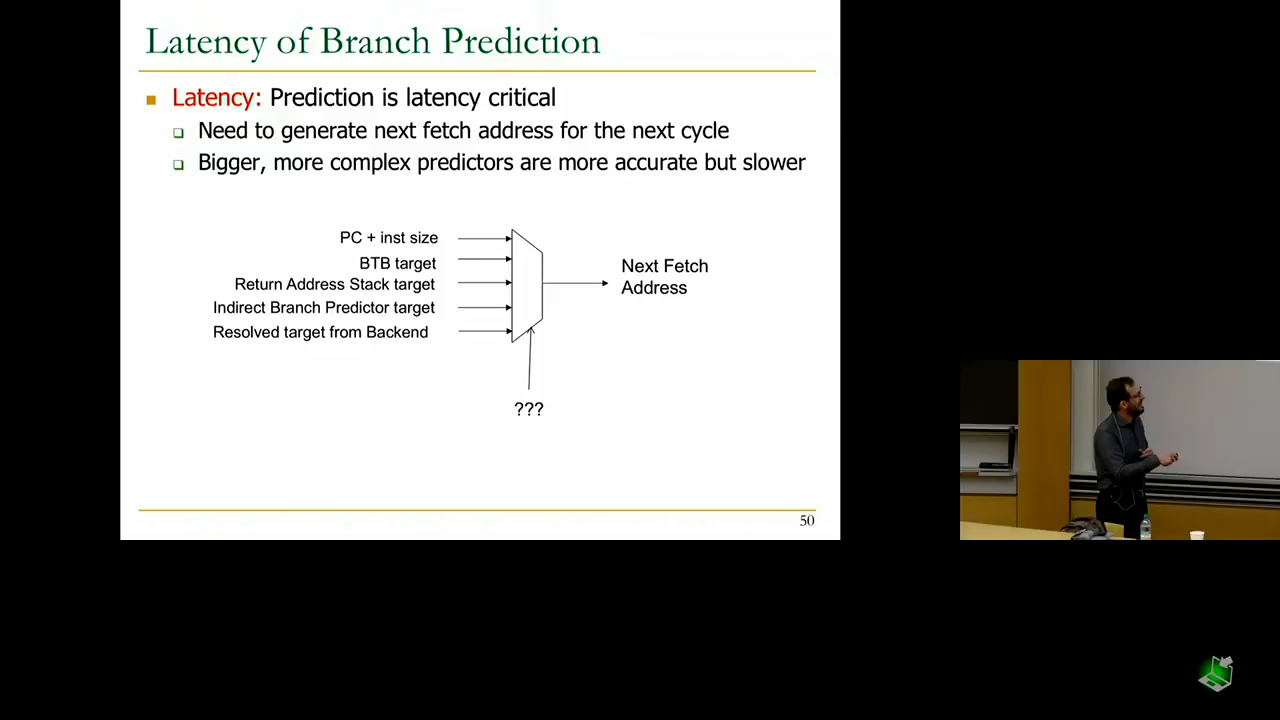 Latency of Branch Prediction
Latency: Prediction is latency critical
Need to generate next fetch address for the next cycle
Bigger, more complex predictors are more accurate but slower
PC + inst size
BTB target
Return Address Stack target
Indirect Branch Predictor target
Resolved target from Backend
Next Fetch
Address
???
50